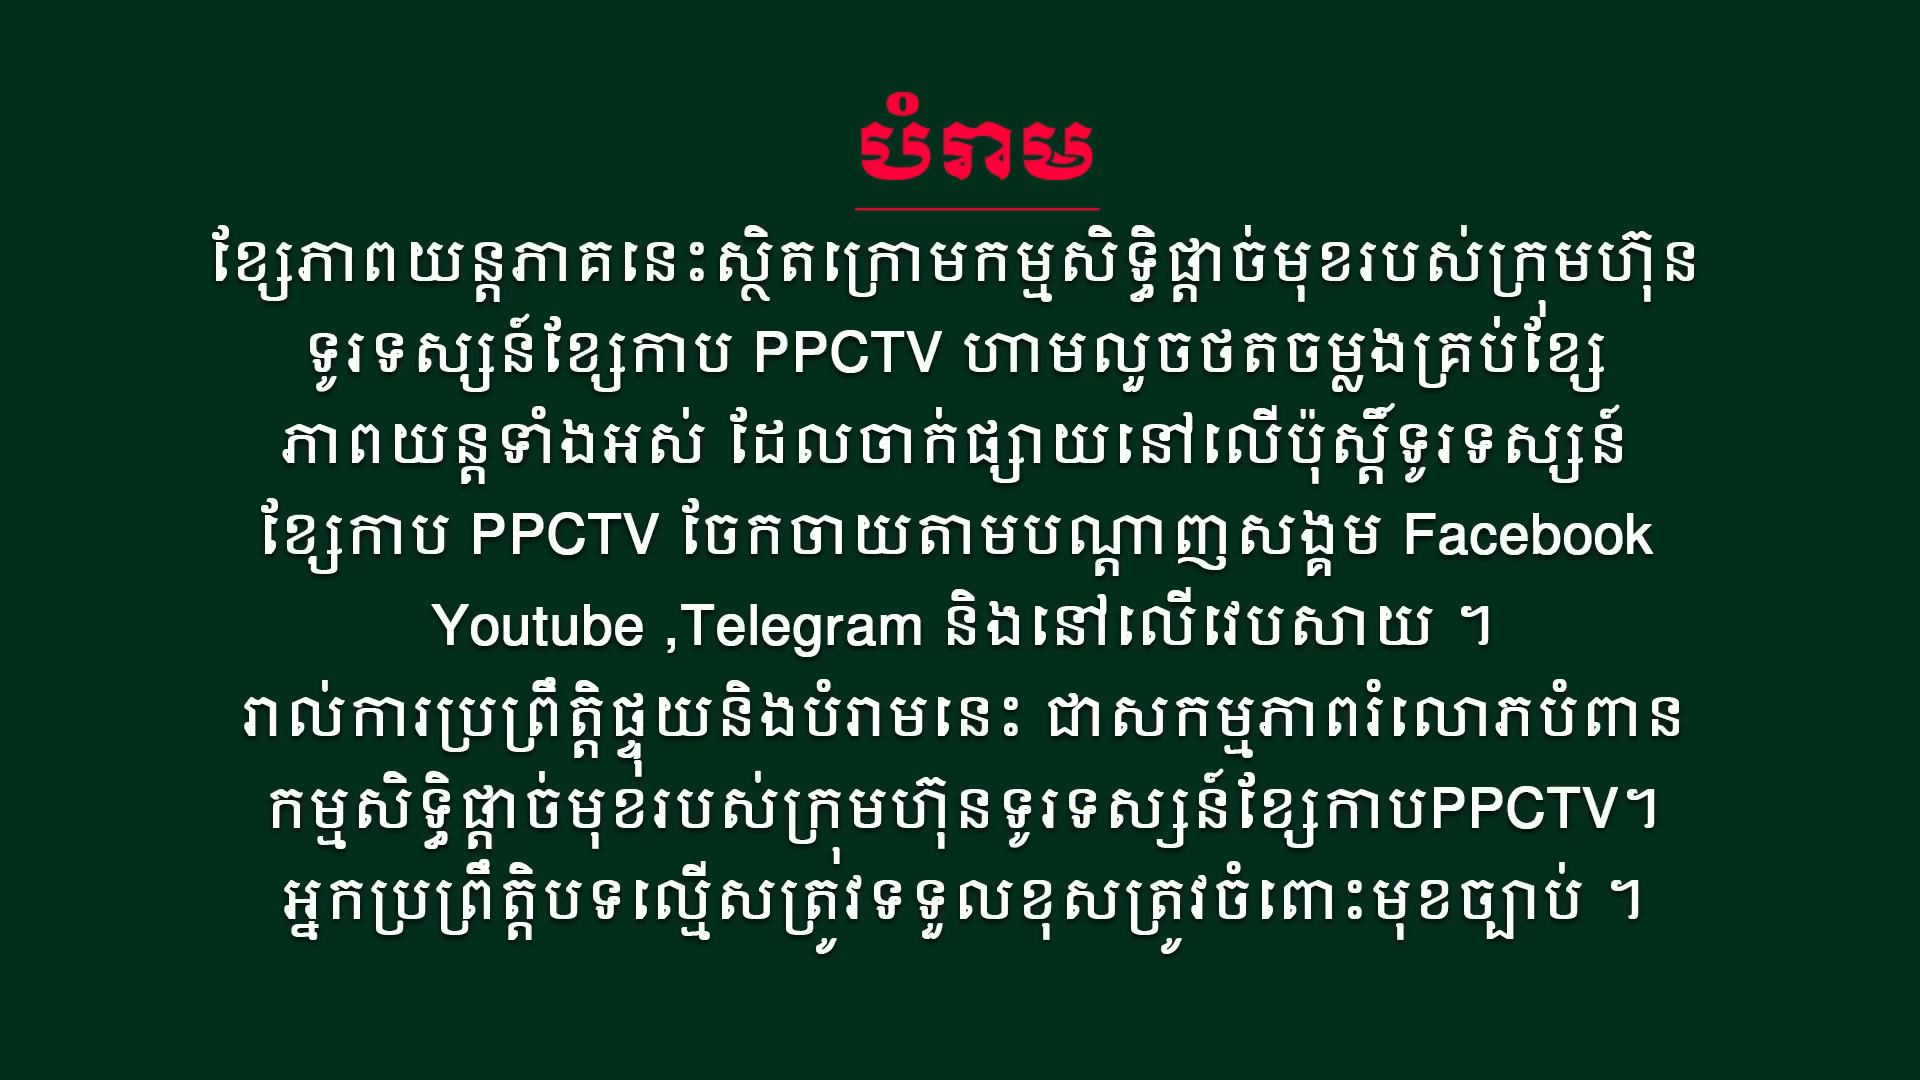 បំរាម
ខ្សែភាពយន្តភាគនេះស្ថិតក្រោមកម្មសិទ្ធិផ្តាច់មុខរបស់ក្រុមហ៊ុន
ទូរទស្សន៍ខ្សែកាប PPCTV ហាមលួចថតចម្លងគ្រប់ខ្សែ
ភាពយន្តទាំងអស់ ដែលចាក់ផ្សាយនៅលើប៉ុស្តិ៍ទូរទស្សន៍
ខ្សែកាប PPCTV ចែកចាយតាមបណ្តាញសង្គម Facebook
Youtube ,Telegram និងនៅលើវេបសាយ ។
រាល់ការប្រព្រឹត្តិផ្ទុយនិងបំរាមនេះ ជាសកម្មភាពរំលោភបំពាន
កម្មសិទ្ធិផ្តាច់មុខរបស់ក្រុមហ៊ុនទូរទស្សន៍ខ្សែកាបPPCTV។
អ្នកប្រព្រឹត្តិបទល្មើសត្រូវទទួលខុសត្រូវចំពោះមុខច្បាប់ ។